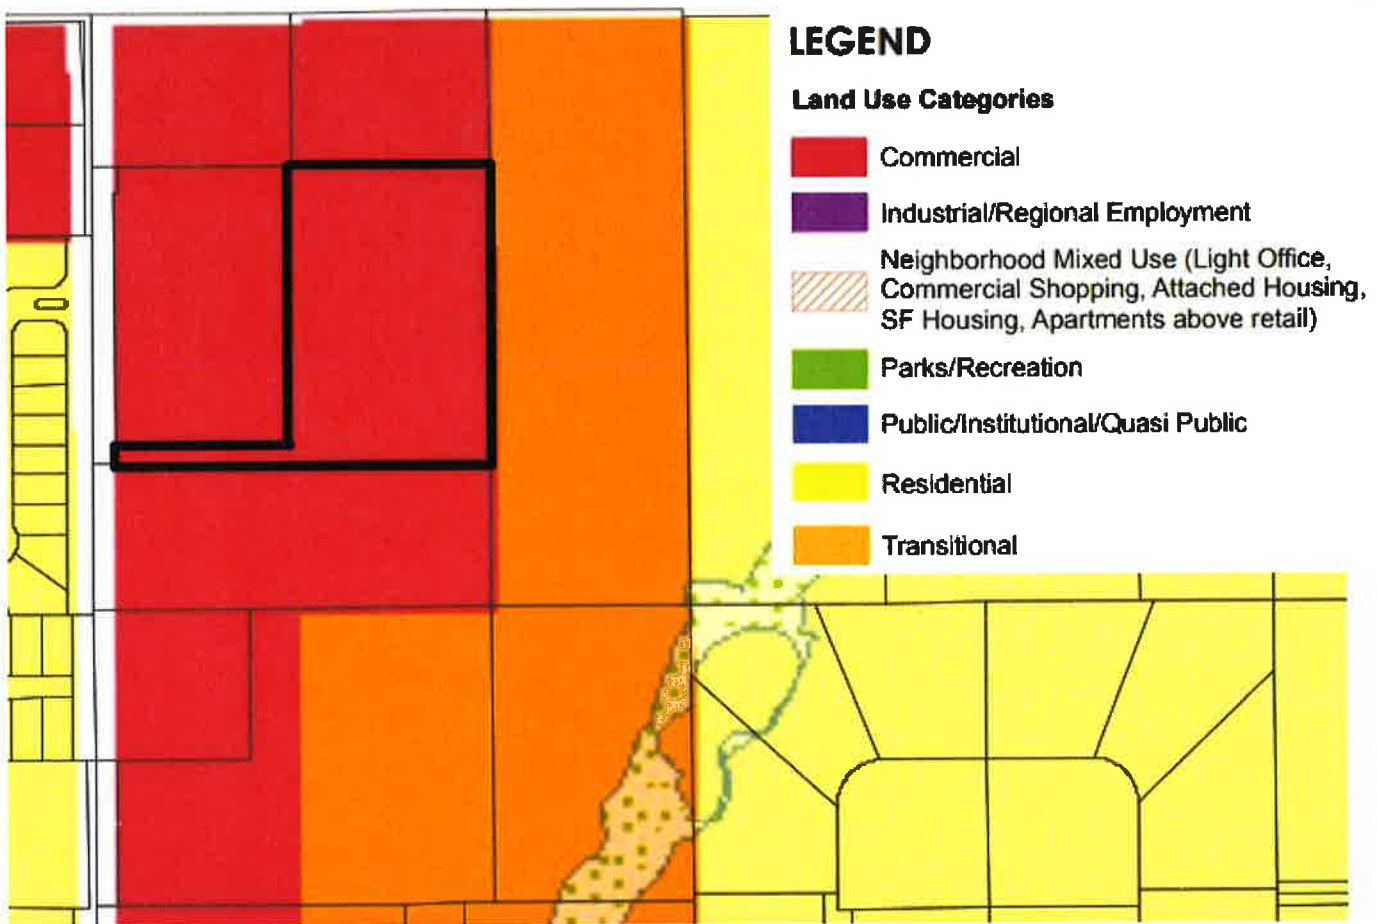 LEGEND
Land Use Categories
Commercial
Industrial/Regional Employment
Neighborhood Mixed Use (Light Office,
Commercial Shopping, Attached Housing,
SF Housing, Apartments above retail)
Parks/Recreation
Public/Institutional/Quasi Public
Residential
Transitional